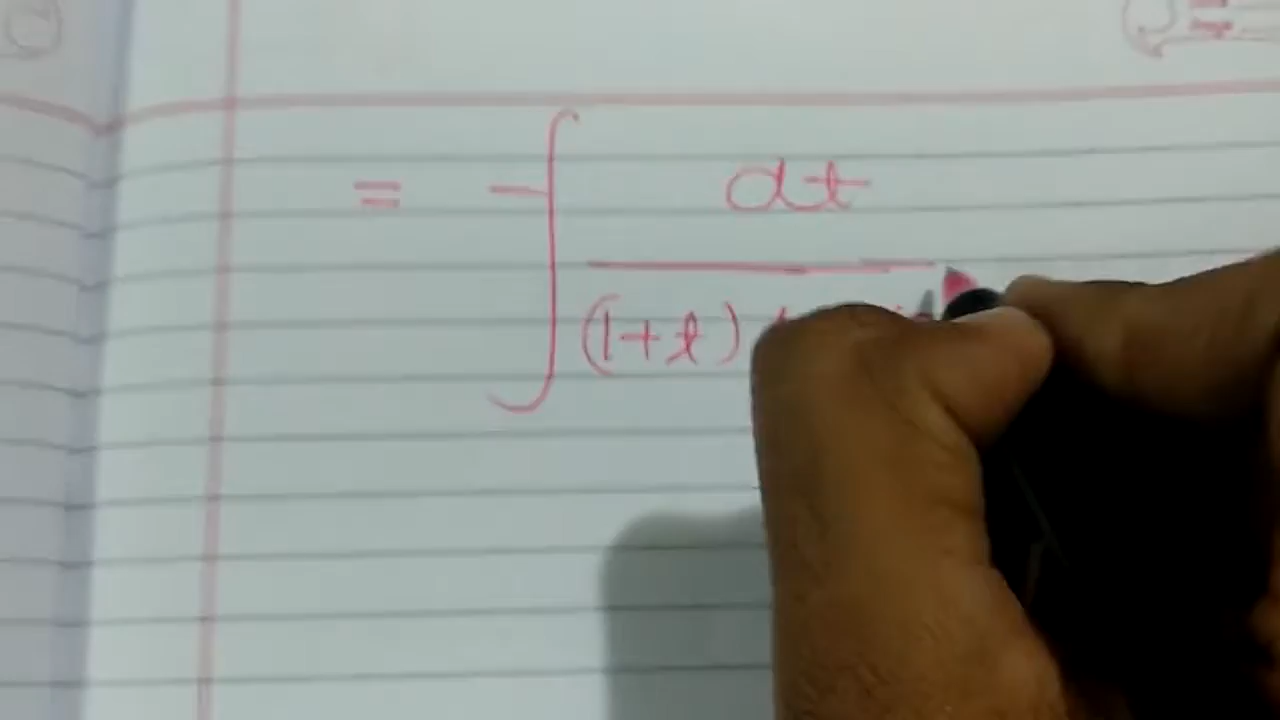 = - ∫ dt
(1+t)